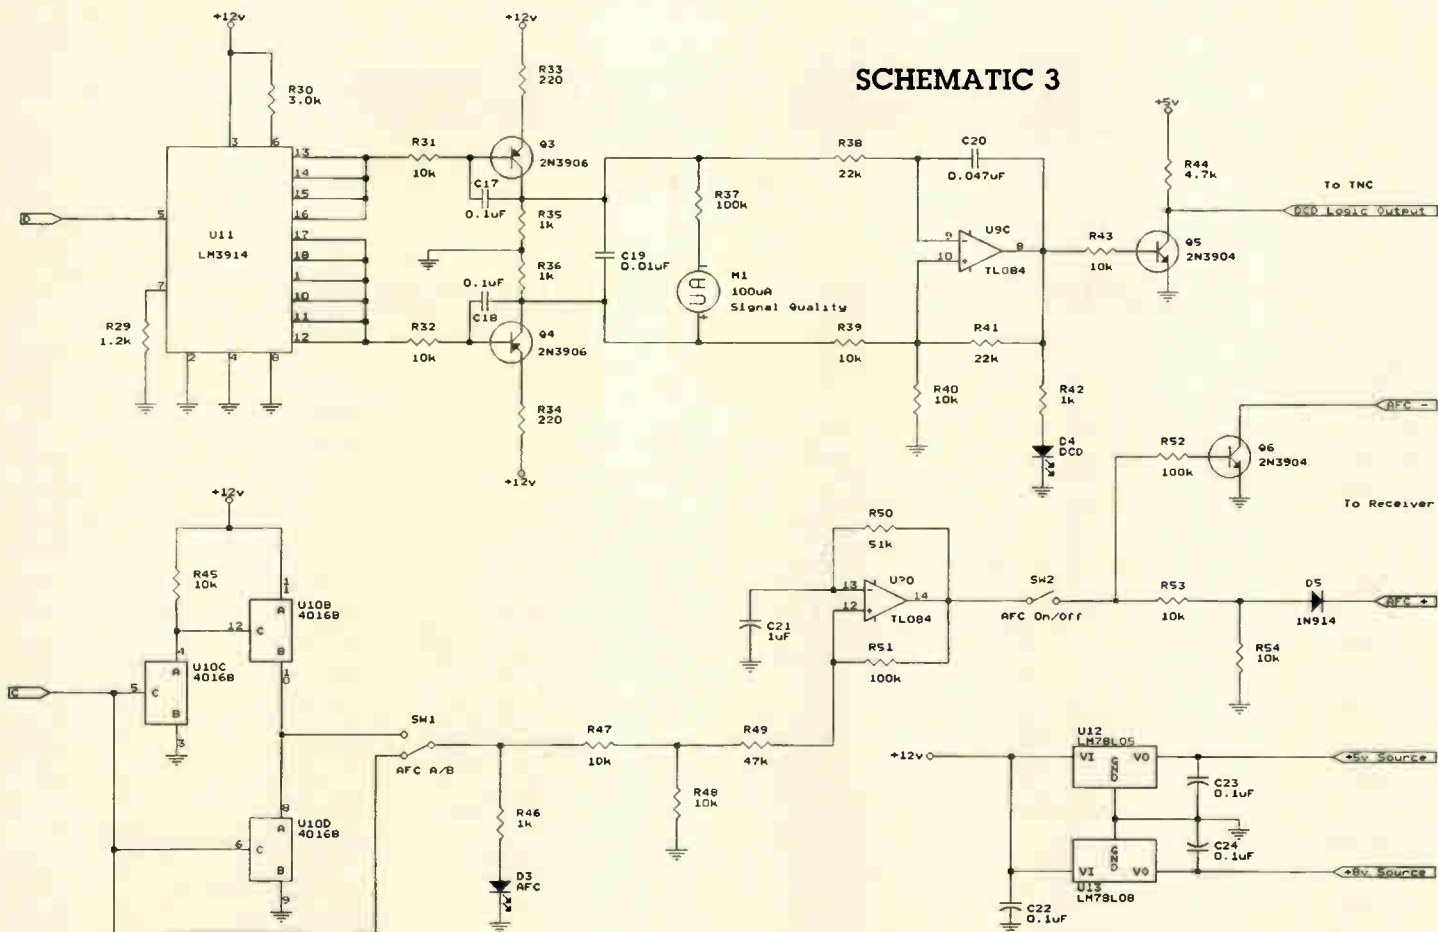 SCHEMATIC 3
+12v
+12v
R33
220
R30
3.0k
+5v
3
6
13
14
15
16
17
18
1
10
11
12
5
7
2
4
8
U11
LM3914
D
R29
1.2k
R31
10k
Q3
2N3906
C17
0.1uF
R35
1k
R36
1k
0.1uF
C18
R32
10k
Q4
2N3906
R34
220
+12v
C19
0.01uF
R37
100k
UA
M1
100uA
Signal Quality
- 
+
R38
22k
C20
0.047uF
9
10
8
-
+
U9C
TL084
R39
10k
R41
22k
R40
10k
R42
1k
D4
DCD
R43
10k
R44
4.7k
Q5
2N3904
To TNC
DCD Logic Output
AFC -
R52
100k
Q6
2N3904
To Receiver
+12v
R45
10k
11
A
C
B
12
10
U10B
4016B
4
A
C
B
5
3
U10C
4016B
C
8
A
C
B
6
9
U10D
4016B
SW1
AFC A/B
R46
1k
D3
AFC
R47
10k
R48
10k
R49
47k
R50
51k
13
12
14
-
+
TL084
C21
1uF
R51
100k
SW2
AFC On/Off
R53
10k
D5
1N914
AFC +
R54
10k
+12v
U12
LM78L05
VI
GND
VO
+5v Source
C23
0.1uF
C24
0.1uF
VI
GND
VO
U13
LM78L08
+8v Source
C22
0.1uF